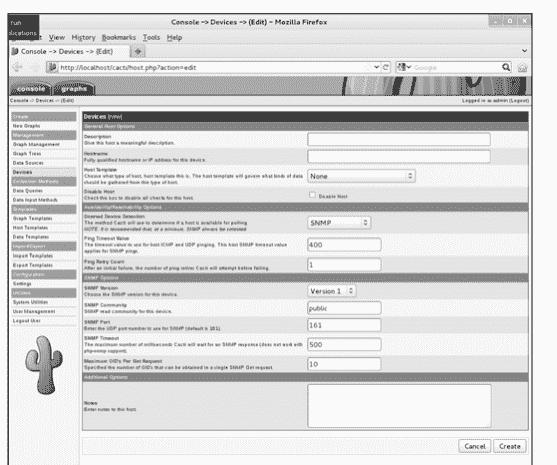 run
Console -> Devices -> (Edit) - Mozilla Firefox
plications
View History Bookmarks Tools Help
Console -> Devices -> (Edit)
http://localhost/cacti/host.php?action=edit
Google
console graphs
Console -> Devices -> (Edit)
Logged in as admin (Logout)
Create
New Graphs
Management
Graph Management
Graph Trees
Data Sources
Devices
Collection Methods
Data Queries
Data Input Methods
Templates
Graph Templates
Host Templates
Data Templates
Import/Export
Import Templates
Export Templates
Configuration
Settings
Utilities
System Utilities
User Management
Logout User
Devices [new]
General Host Options
Description
Give this host a meaningful description.
Hostname
Fully qualified hostname or IP address for this device.
Host Template
Choose what type of host, host template this is. The host template will govern what kinds of data
should be gathered from this type of host.
None
Disable Host
Check this box to disable all checks for this host.
Disable Host
Availability/Reachability Options
Downed Device Detection
The method Cacti will use to determine if a host is available for polling.
NOTE: It is recommended that, at a minimum, SNMP always be selected.
SNMP
Ping Timeout Value
The timeout value to use for host ICMP and UDP pinging. This host SNMP timeout value
applies for SNMP pings.
400
Ping Retry Count
After an initial failure, the number of ping retries Cacti will attempt before failing.
1
SNMP Options
SNMP Version
Choose the SNMP version for this device.
Version 1
SNMP Community
SNMP read community for this device.
public
SNMP Port
Enter the UDP port number to use for SNMP (default is 161).
161
SNMP Timeout
The maximum number of milliseconds Cacti will wait for an SNMP response (does not work with
php-snmp support).
500
Maximum OID's Per Get Request
Specified the number of OID's that can be obtained in a single SNMP Get request.
10
Additional Options
Notes
Enter notes to this host.
Cancel Create